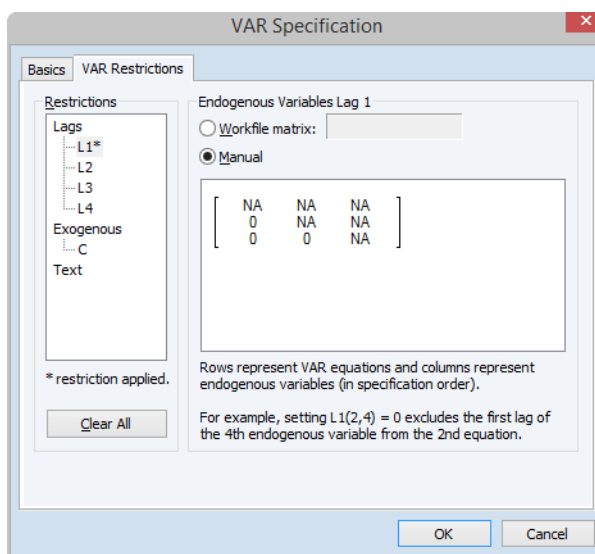 VAR Specification
Basics
VAR Restrictions
Restrictions
Lags
L1*
L2
L3
L4
Exogenous
C
Text
* restriction applied.
Clear All
Endogenous Variables Lag 1
Workfile matrix:
Manual
NA NA NA
0 NA NA
0 0 NA
Rows represent VAR equations and columns represent
endogenous variables (in specification order).
For example, setting L1(2,4) = 0 excludes the first lag of
the 4th endogenous variable from the 2nd equation.
OK
Cancel